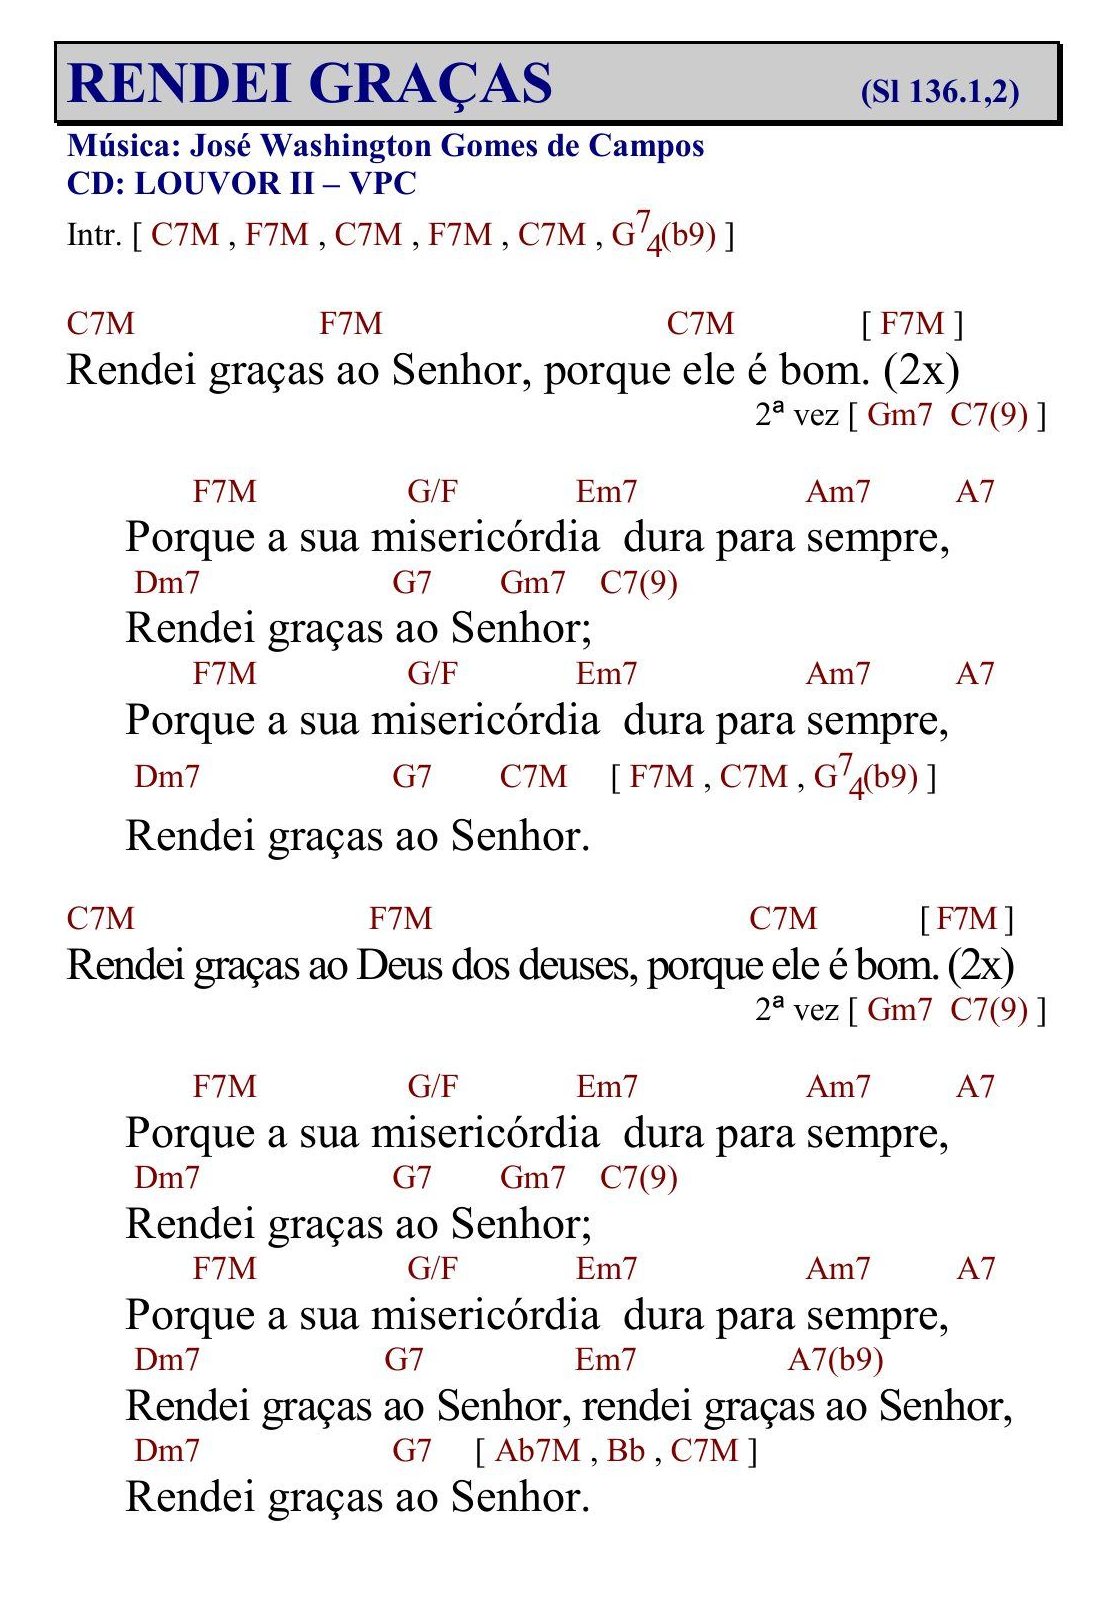 RENDEI GRAÇAS (Sl 136.1,2)
Música: José Washington Gomes de Campos
CD: LOUVOR II – VPC
Intr. [ C7M , F7M , C7M , F7M , C7M , G7/4(b9) ]
C7M F7M C7M [ F7M ]
Rendei graças ao Senhor, porque ele é bom. (2x)
2ª vez [ Gm7 C7(9) ]
F7M G/F Em7 Am7 A7
Porque a sua misericórdia dura para sempre,
Dm7 G7 Gm7 C7(9)
Rendei graças ao Senhor;
F7M G/F Em7 Am7 A7
Porque a sua misericórdia dura para sempre,
Dm7 G7 C7M [ F7M , C7M , G7/4(b9) ]
Rendei graças ao Senhor.
C7M F7M C7M [ F7M ]
Rendei graças ao Deus dos deuses, porque ele é bom. (2x)
2ª vez [ Gm7 C7(9) ]
F7M G/F Em7 Am7 A7
Porque a sua misericórdia dura para sempre,
Dm7 G7 Gm7 C7(9)
Rendei graças ao Senhor;
F7M G/F Em7 Am7 A7
Porque a sua misericórdia dura para sempre,
Dm7 G7 Em7 A7(b9)
Rendei graças ao Senhor, rendei graças ao Senhor,
Dm7 G7 [ Ab7M , Bb , C7M ]
Rendei graças ao Senhor.